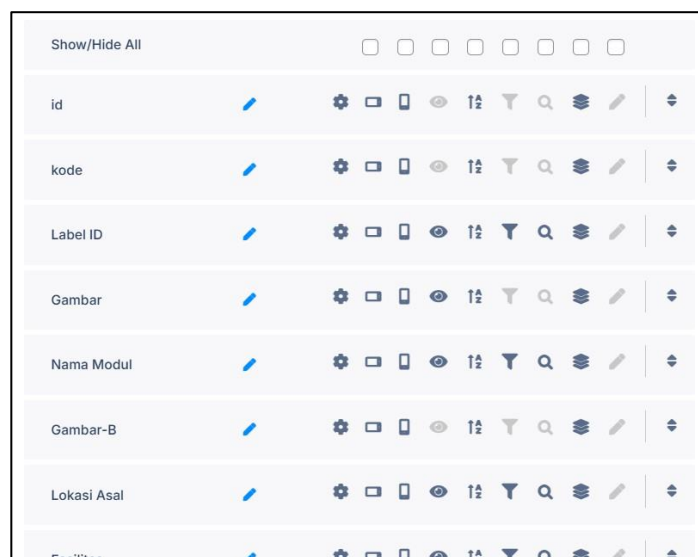 Show/Hide All
id
kode
Label ID
Gambar
Nama Modul
Gambar-B
Lokasi Asal